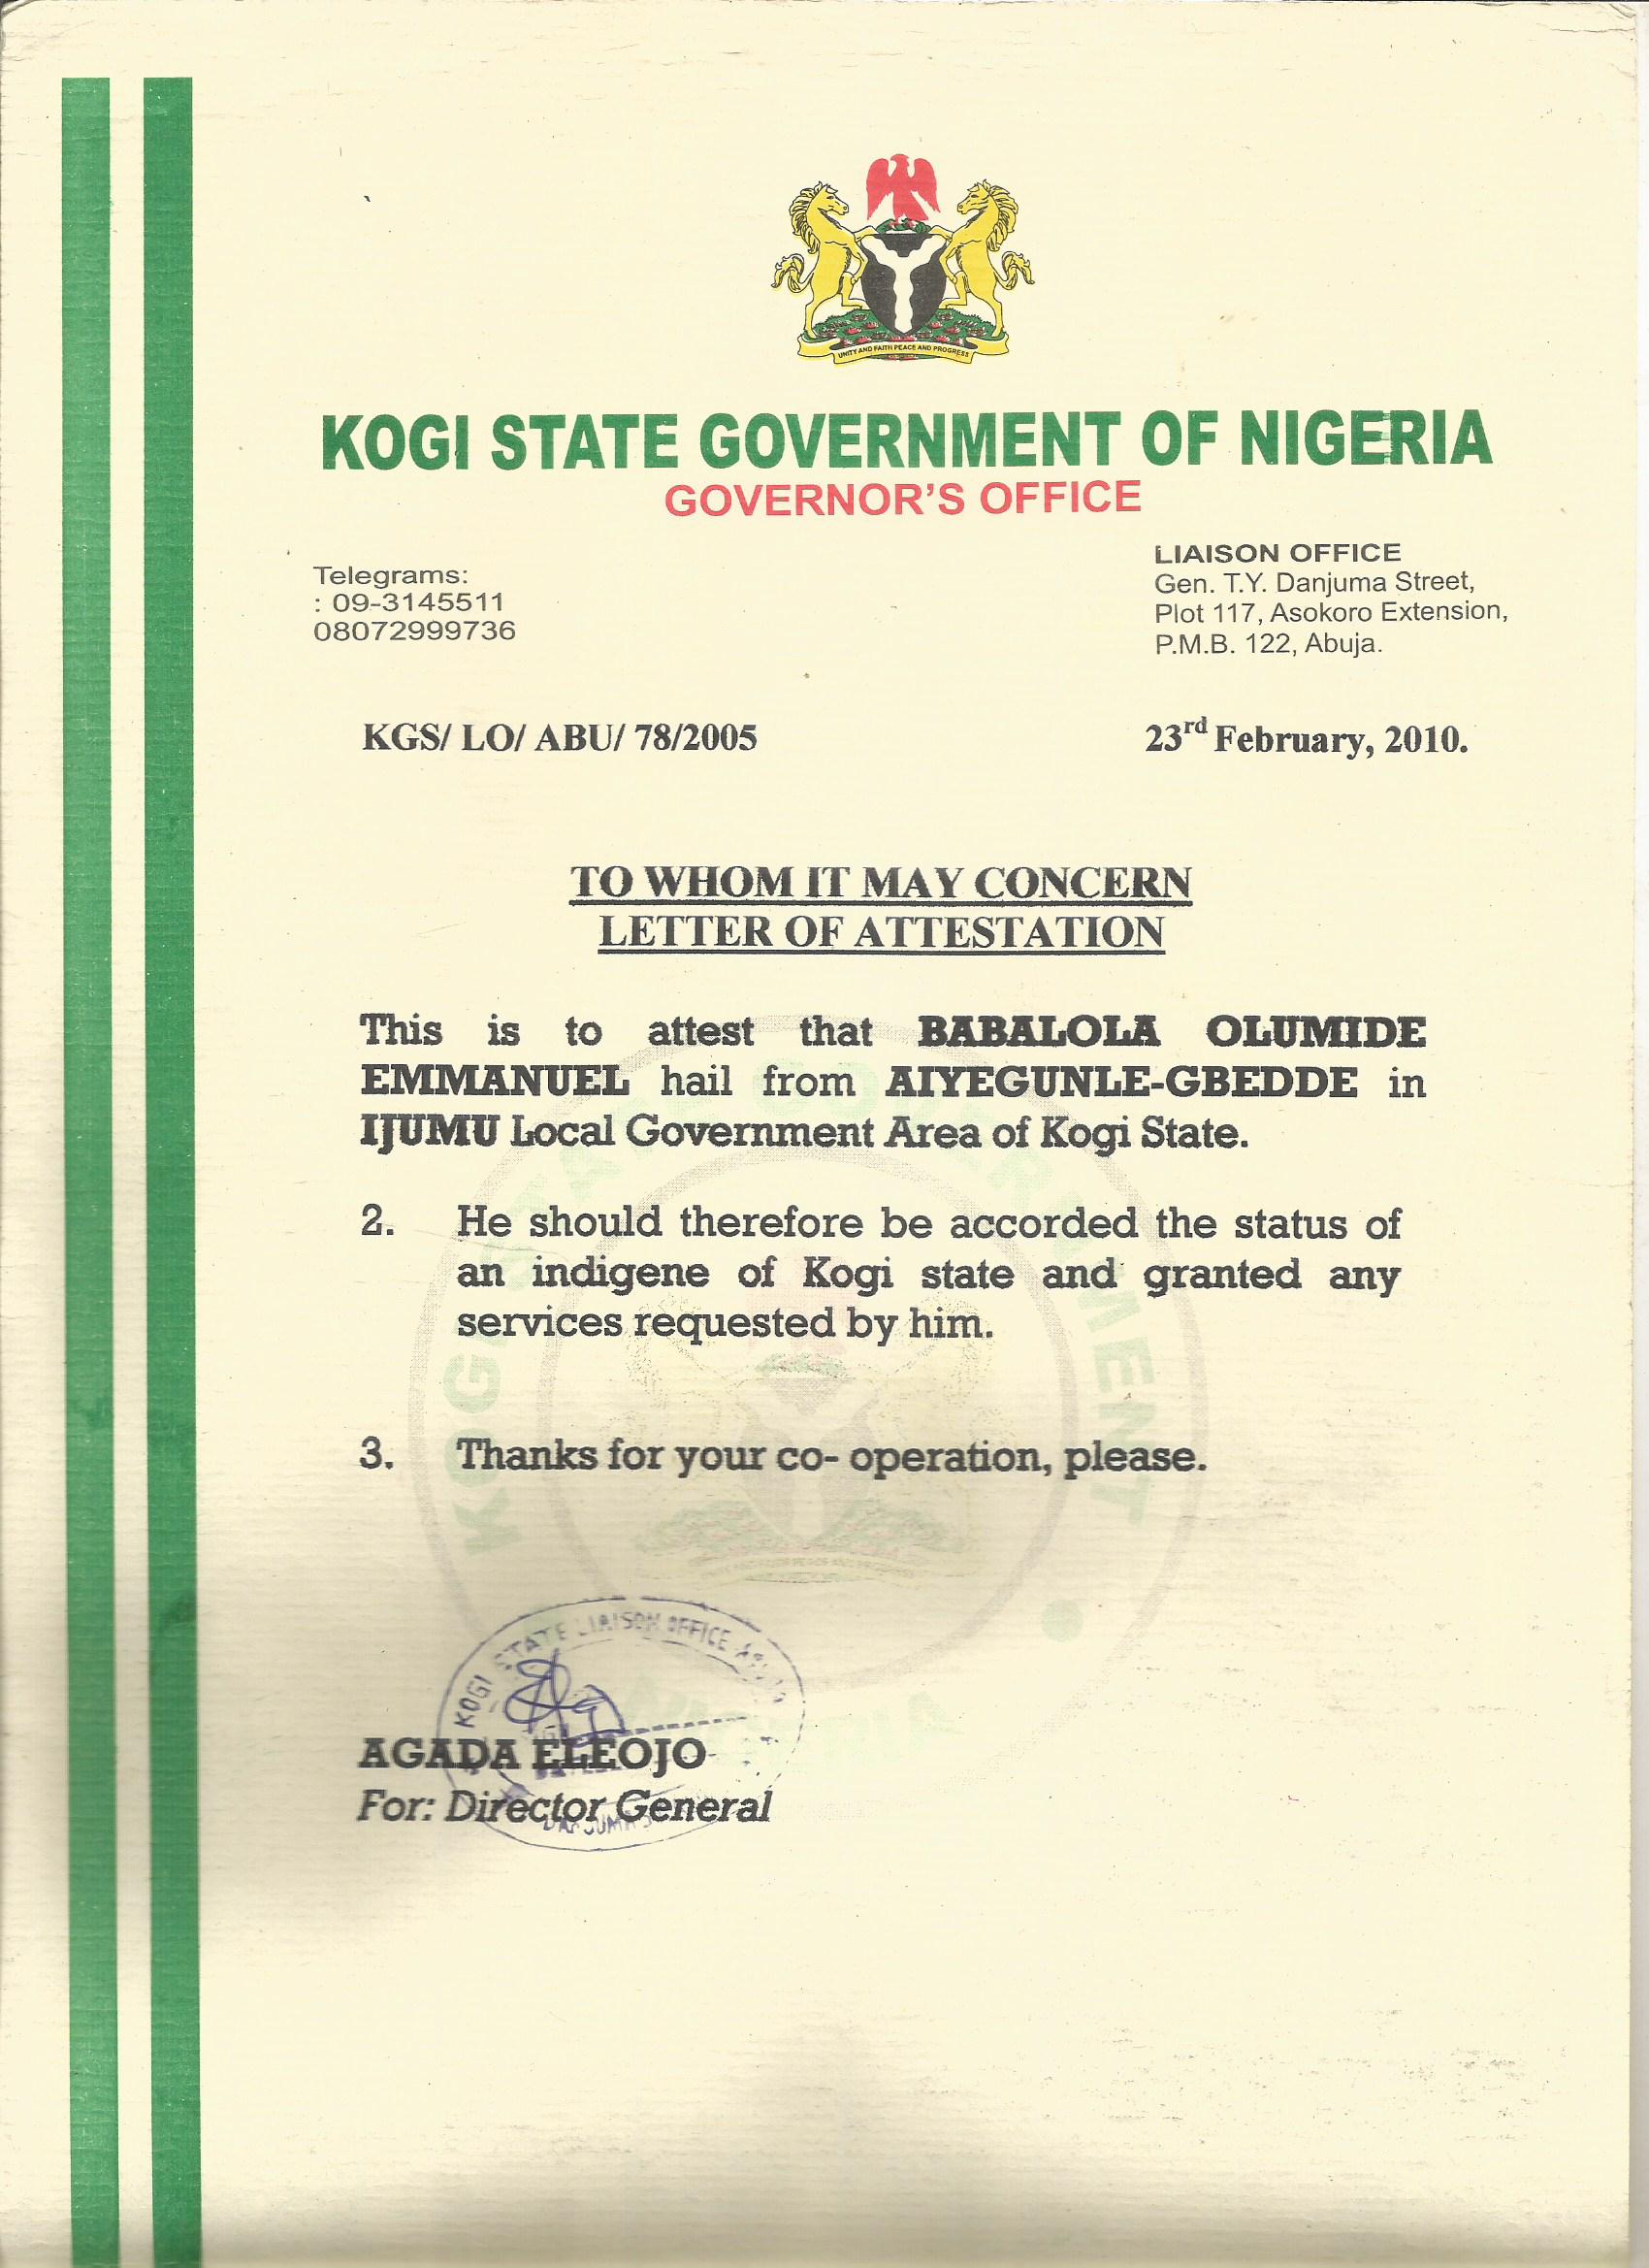 UNITY AND FAITH PEACE AND PROGRESS
KOGI STATE GOVERNMENT OF NIGERIA
GOVERNOR'S OFFICE
Telegrams:
: 09-3145511
08072999736
LIAISON OFFICE
Gen. T.Y. Danjuma Street,
Plot 117, Asokoro Extension,
P.M.B. 122, Abuja.
KGS/ LO/ ABU/ 78/2005
23rd February, 2010.
TO WHOM IT MAY CONCERN
LETTER OF ATTESTATION
This is to attest that BABALOLA OLUMIDE
EMMANUEL hail from AIYEGUNLE-GBEDDE in
IJUMU Local Government Area of Kogi State.
2. He should therefore be accorded the status of
an indigene of Kogi state and granted any
services requested by him.
3. Thanks for your co- operation, please.
KOGI STATE GOVERNMENT
KOGI STATE LIAISON OFFICE
AGADA ELEOJO
For: Director General